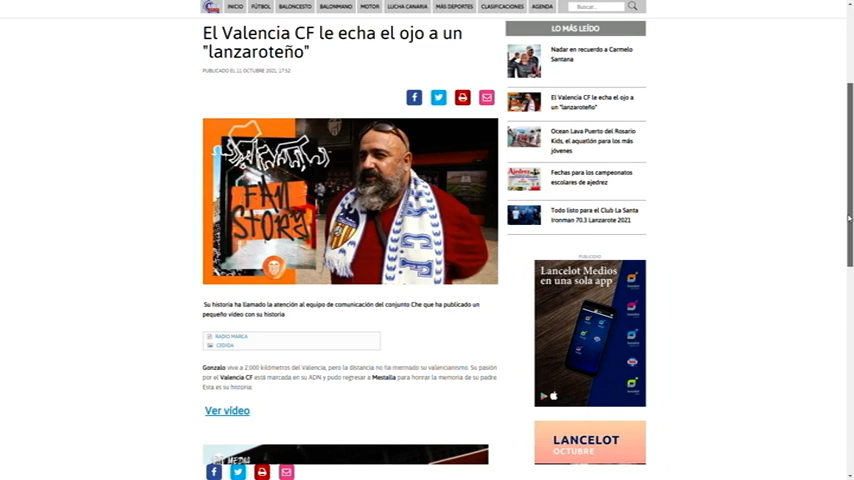 INICIO FÚTBOL BALONCESTO BALONMANO MOTOR LUCHA CANARIA MÁS DEPORTES CLASIFICACIONES AGENDA Buscar...
El Valencia CF le echa el ojo a un
"lanzaroteño"
PUBLICADO EL 11 OCTUBRE 2021, 17:52
FAN
STORY
CF
Su historia ha llamado la atención al equipo de comunicación del conjunto Che que ha publicado un
pequeño vídeo con su historia
RADIO MARCA
CEDIDA
Gonzalo vive a 2.000 kilómetros del Valencia, pero la distancia no ha mermado su valencianismo. Su pasión
por el Valencia CF está marcada en su ADN y pudo regresar a Mestalla para honrar la memoria de su padre.
Esta es su historia:
Ver vídeo
MEDIA
LO MÁS LEÍDO
Nadar en recuerdo a Carmelo
Santana
El Valencia CF le echa el ojo a un
"lanzaroteño"
Ocean Lava Puerto del Rosario
Kids, el aquatlón para los más
jóvenes
Ajedrez
Fechas para los campeonatos
escolares de ajedrez
Todo listo para el Club La Santa
Ironman 70.3 Lanzarote 2021
PUBLICIDAD
Lancelot Medios
en una sola app
LANCELOT
OCTUBRE